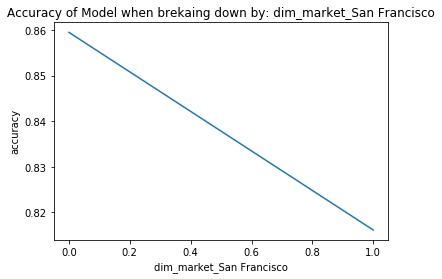 Accuracy of Model when brekaing down by: dim_market_San Francisco
0.86
0.85
0.84
0.83
0.82
accuracy
0.0 0.2 0.4 0.6 0.8 1.0
dim_market_San Francisco